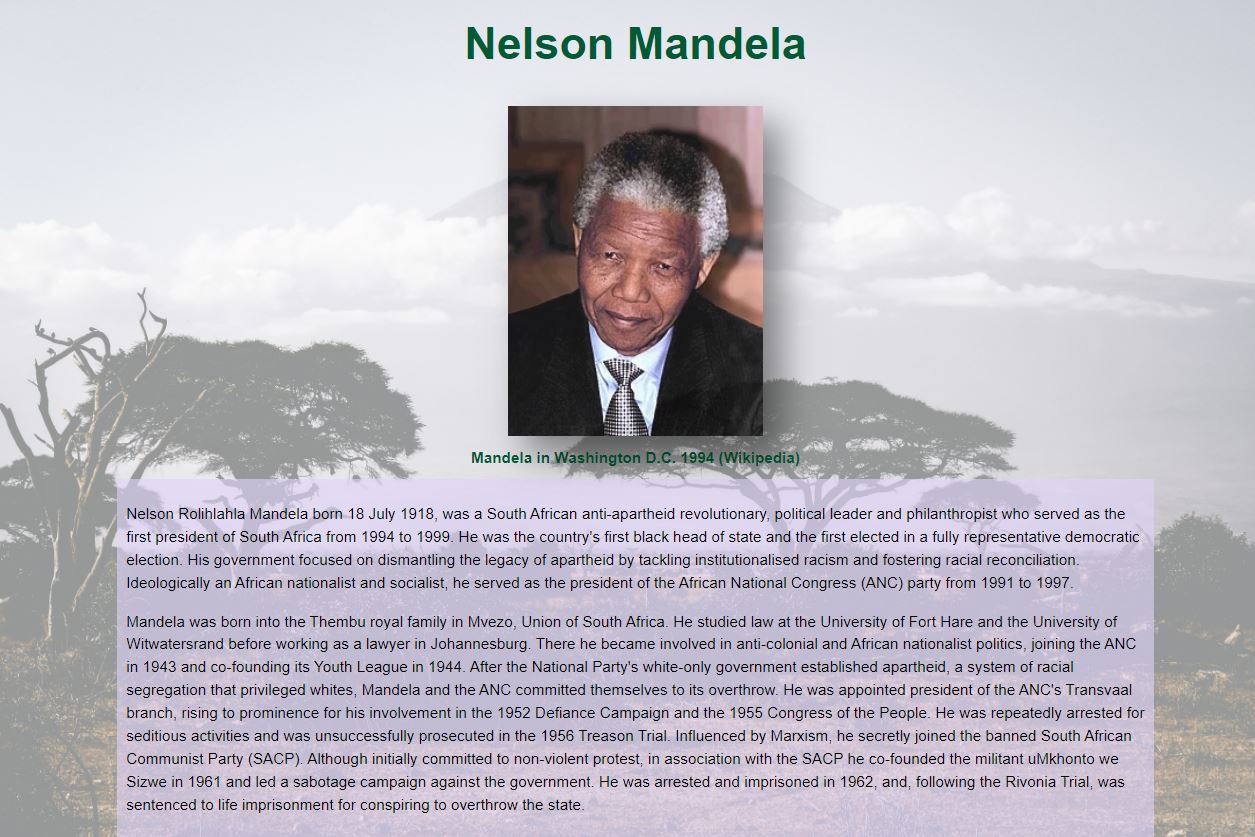 Nelson Mandela
Mandela in Washington D.C. 1994 (Wikipedia)
Nelson Rolihlahla Mandela born 18 July 1918, was a South African anti-apartheid revolutionary, political leader and philanthropist who served as the
first president of South Africa from 1994 to 1999. He was the country's first black head of state and the first elected in a fully representative democratic
election. His government focused on dismantling the legacy of apartheid by tackling institutionalised racism and fostering racial reconciliation.
Ideologically an African nationalist and socialist, he served as the president of the African National Congress (ANC) party from 1991 to 1997.
Mandela was born into the Thembu royal family in Mvezo, Union of South Africa. He studied law at the University of Fort Hare and the University of
Witwatersrand before working as a lawyer in Johannesburg. There he became involved in anti-colonial and African nationalist politics, joining the ANC
in 1943 and co-founding its Youth League in 1944. After the National Party's white-only government established apartheid, a system of racial
segregation that privileged whites, Mandela and the ANC committed themselves to its overthrow. He was appointed president of the ANC's Transvaal
branch, rising to prominence for his involvement in the 1952 Defiance Campaign and the 1955 Congress of the People. He was repeatedly arrested for
seditious activities and was unsuccessfully prosecuted in the 1956 Treason Trial. Influenced by Marxism, he secretly joined the banned South African
Communist Party (SACP). Although initially committed to non-violent protest, in association with the SACP he co-founded the militant uMkhonto we
Sizwe in 1961 and led a sabotage campaign against the government. He was arrested and imprisoned in 1962, and, following the Rivonia Trial, was
sentenced to life imprisonment for conspiring to overthrow the state.